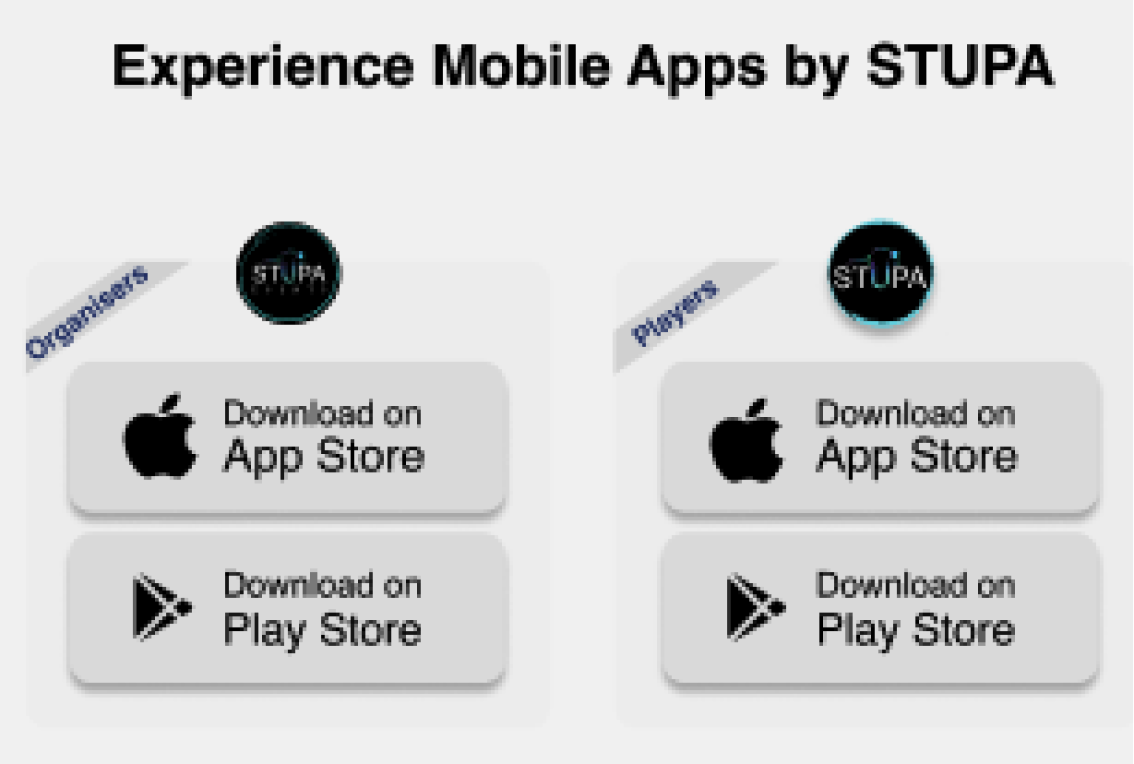 Experience Mobile Apps by STUPA
Organisers
STUPA
Download on
App Store
Download on
Play Store
Players
STUPA
Download on
App Store
Download on
Play Store